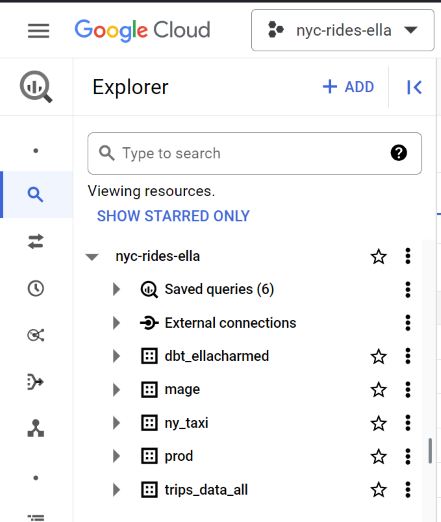 Google Cloud
nyc-rides-ella
Explorer
+ ADD
Type to search
?
Viewing resources.
SHOW STARRED ONLY
nyc-rides-ella
Saved queries (6)
External connections
dbt_ellacharmed
mage
ny_taxi
prod
trips_data_all